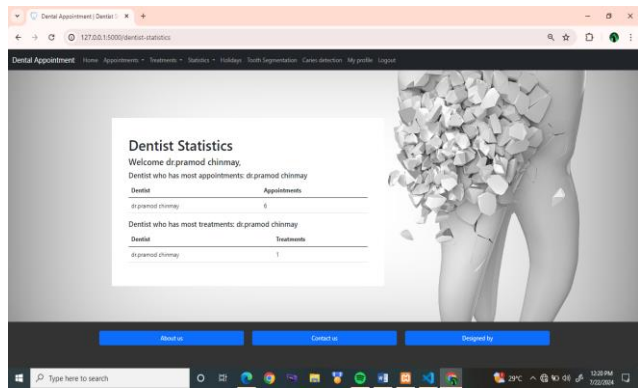 Dental Appointment | Dentist S
127.0.0.1:5000/dentist-statistics
Dental Appointment Home Appointments Treatments Statistics Holidays Tooth Segmentation Caries detection My profile Logout
Dentist Statistics
Welcome dr.pramod chinmay,
Dentist who has most appointments: dr.pramod chinmay
Dentist Appointments
dr.pramod chinmay 6
Dentist who has most treatments: dr.pramod chinmay
Dentist Treatments
dr.pramod chinmay 1
About us Contact us Designed by
Type here to search
29°C
12:20 PM
7/22/2024